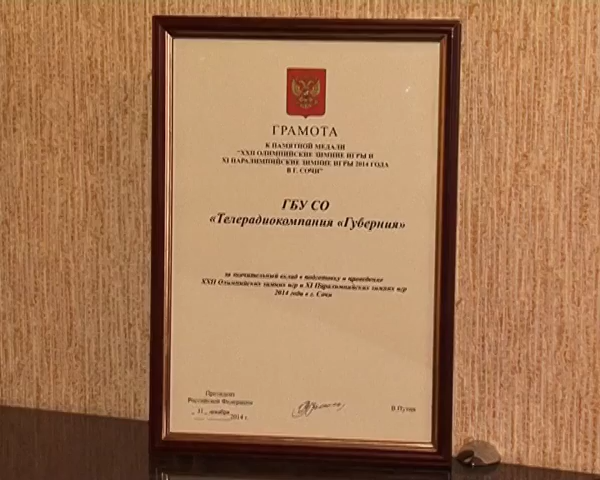 ГРАМОТА
К ПАМЯТНОЙ МЕДАЛИ
"XXII ОЛИМПИЙСКИЕ ЗИМНИЕ ИГРЫ И
XI ПАРАЛИМПИЙСКИЕ ЗИМНИЕ ИГРЫ 2014 ГОДА
В Г. СОЧИ"
ГБУ СО
«Телерадиокомпания «Губерния»
за значительный вклад в подготовку и проведение
XXII Олимпийских зимних игр и XI Паралимпийских зимних игр
2014 года в г. Сочи
Президент
Российской Федерации
В.Путин
2014 г.